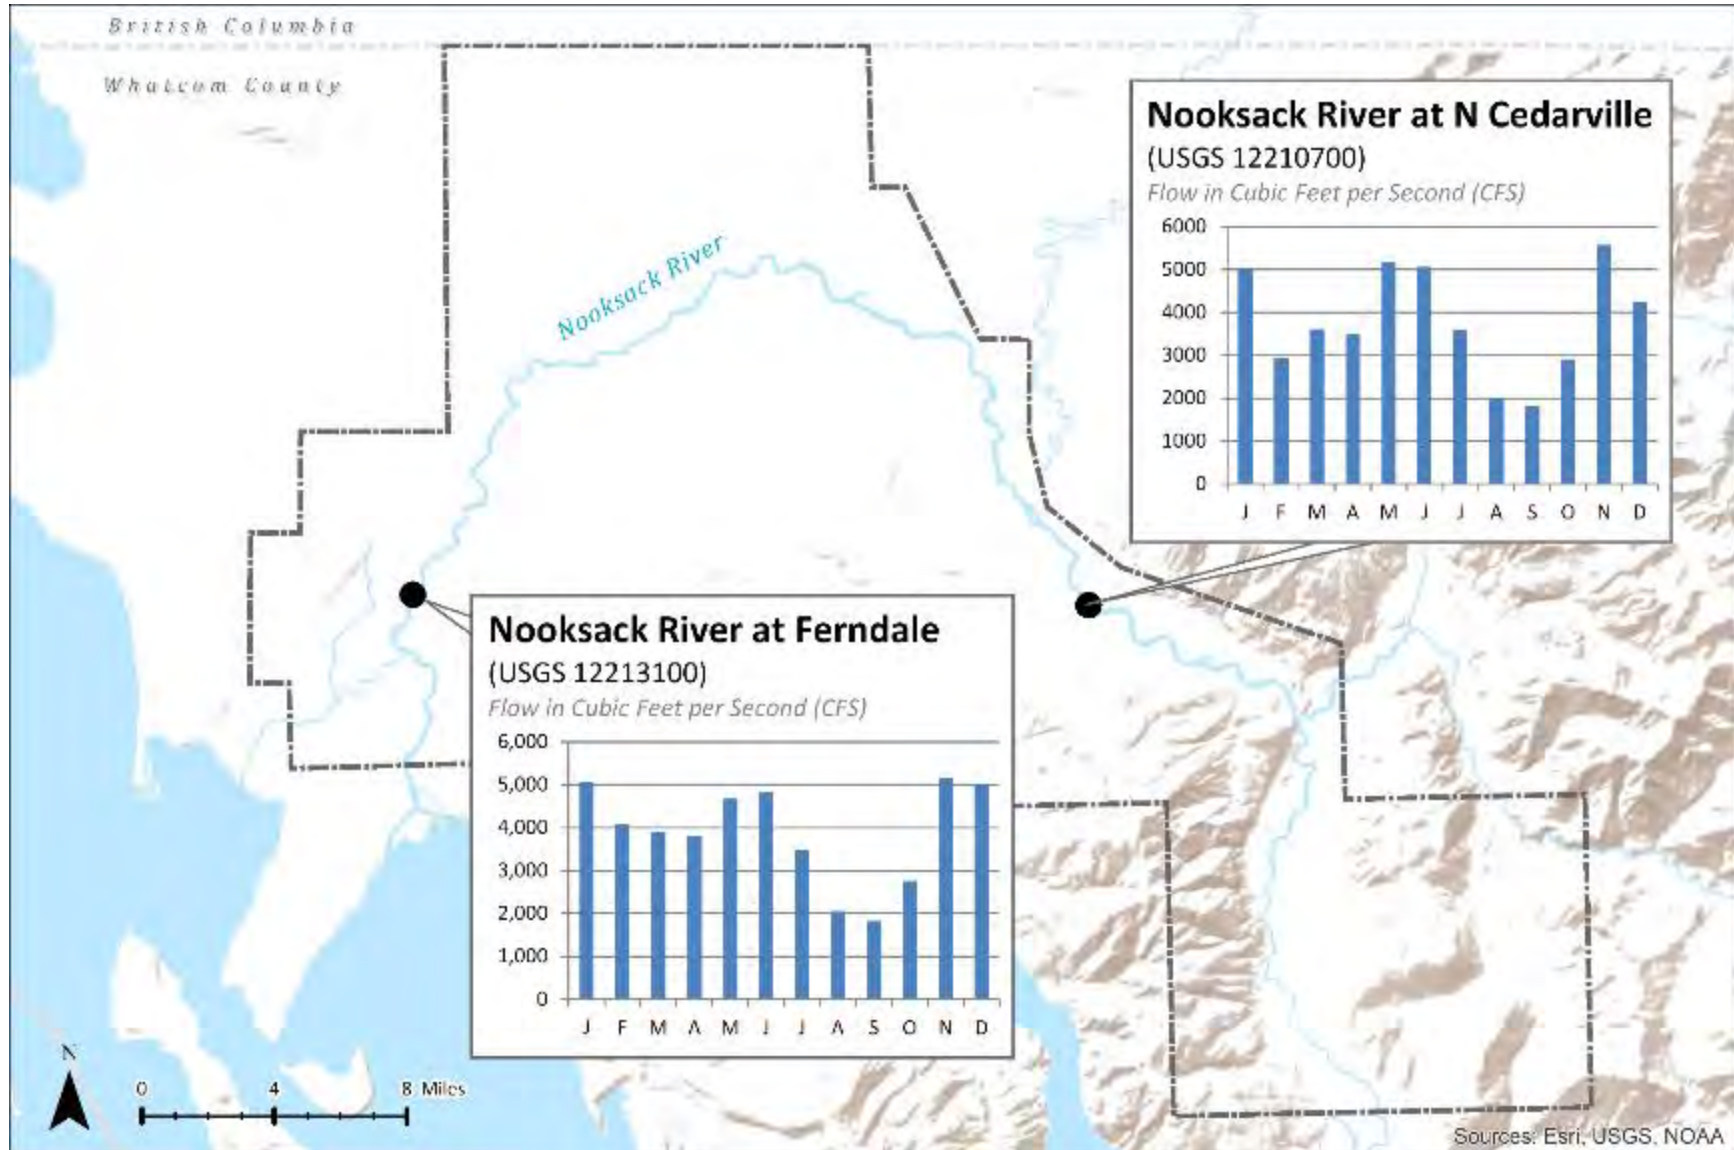 British Columbia
Whatcom County
Nooksack River at N Cedarville
(USGS 12210700)
Flow in Cubic Feet per Second (CFS)
6000
5000
4000
3000
2000
1000
0
J F M A M J J A S O N D
Nooksack River
Nooksack River at Ferndale
(USGS 12213100)
Flow in Cubic Feet per Second (CFS)
6,000
5,000
4,000
3,000
2,000
1,000
0
J F M A M J J A S O N D
N
0 4 8 Miles
Sources: Esri, USGS, NOAA